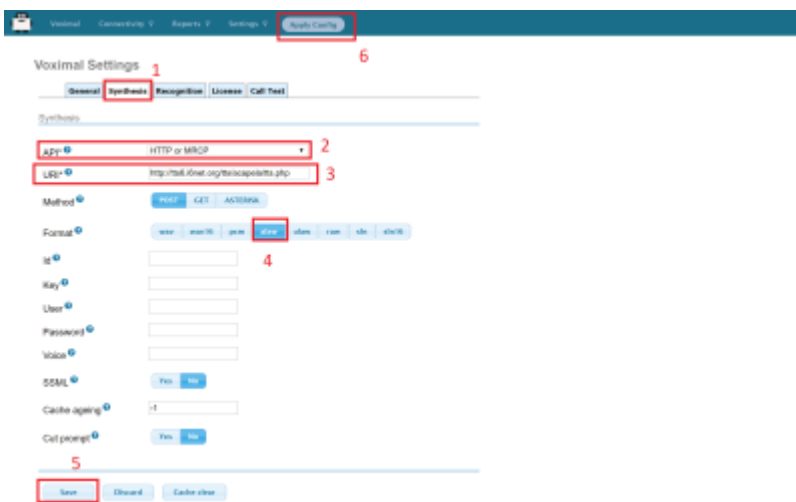 Voximal Connectivity Reports Settings Apply Config
6
Voximal Settings
1
General Synthesis Recognition License Call Test
Synthesis
API* HTTP or MRCP 2
URI* 3
Method POST GET ASTERISK
Format wav wav16 pcm alaw ulaw raw sln sln16
Id 4
Key
User
Password
Voice
SSML Yes No
Cache ageing -1
Cut prompt Yes No
5
Save Discard Cache clear